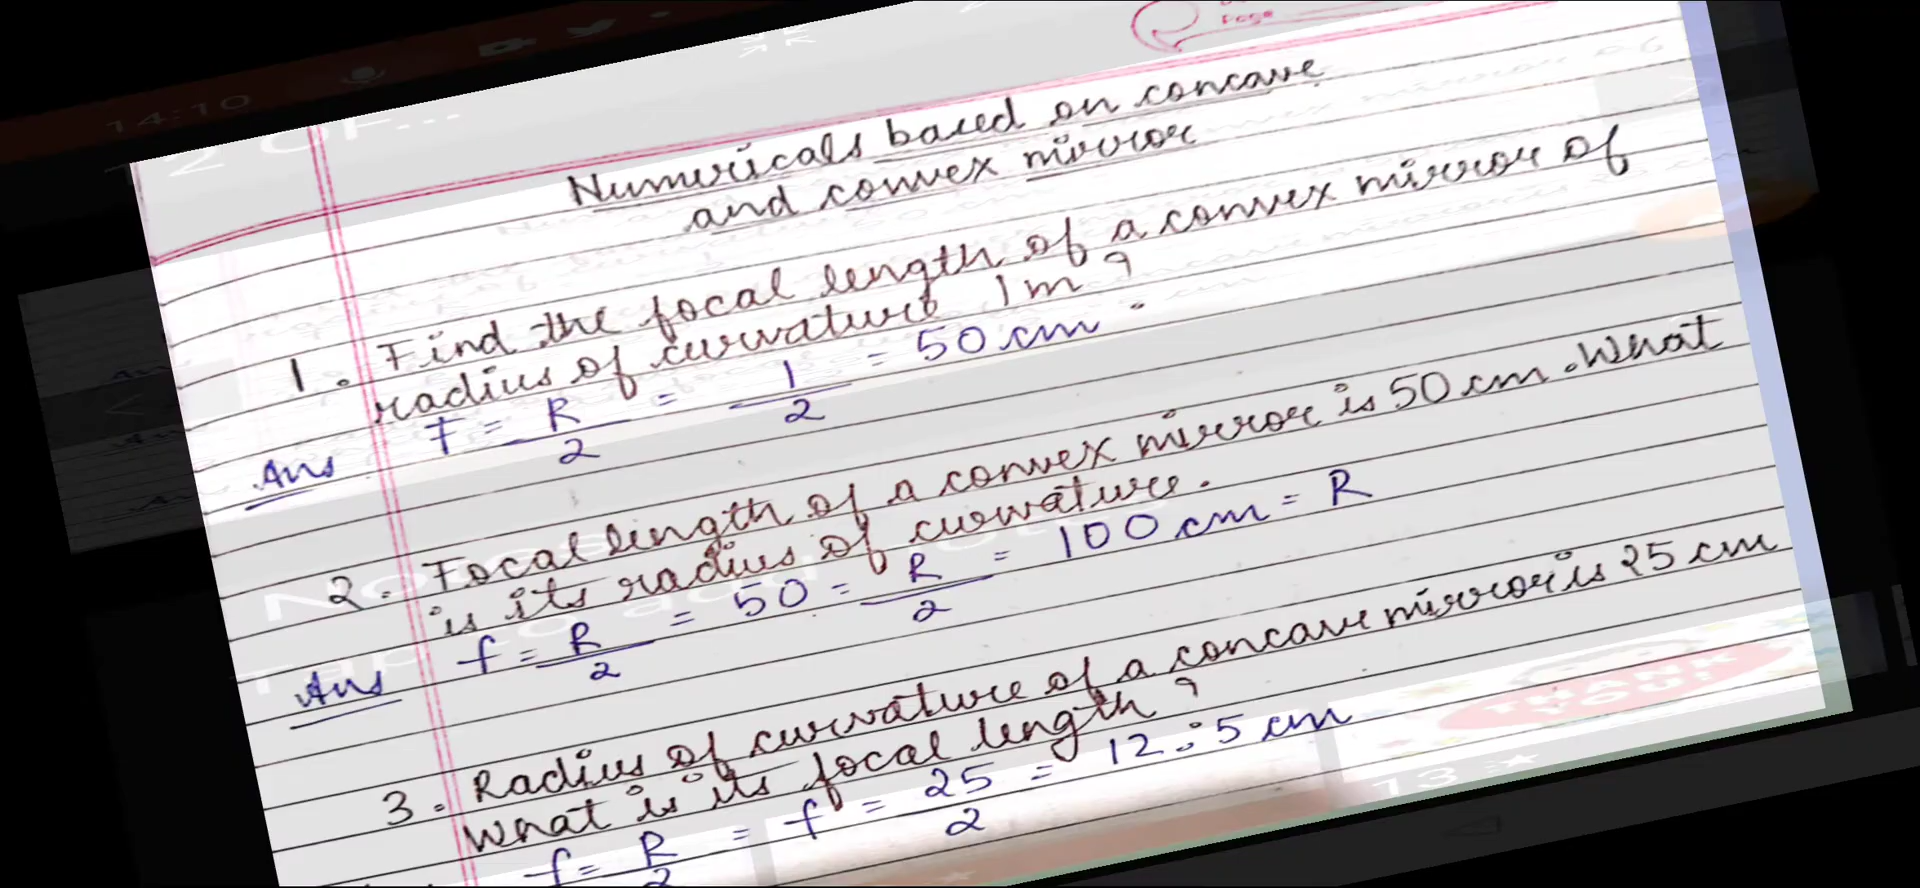 14:10
Page
Numericals based on concave
and convex mirror
1. Find the focal length of a convex mirror of
radius of curvature 1m?
Ans F = R/2 = 1/2 = 50 cm.
2. Focal length of a convex mirror is 50 cm. What
is its radius of curvature.
Ans f = R/2 = 50 = R/2 = 100 cm = R
3. Radius of curvature of a concave mirror is 25 cm
What is its focal length?
f = R/2 = f = 25/2 = 12.5 cm